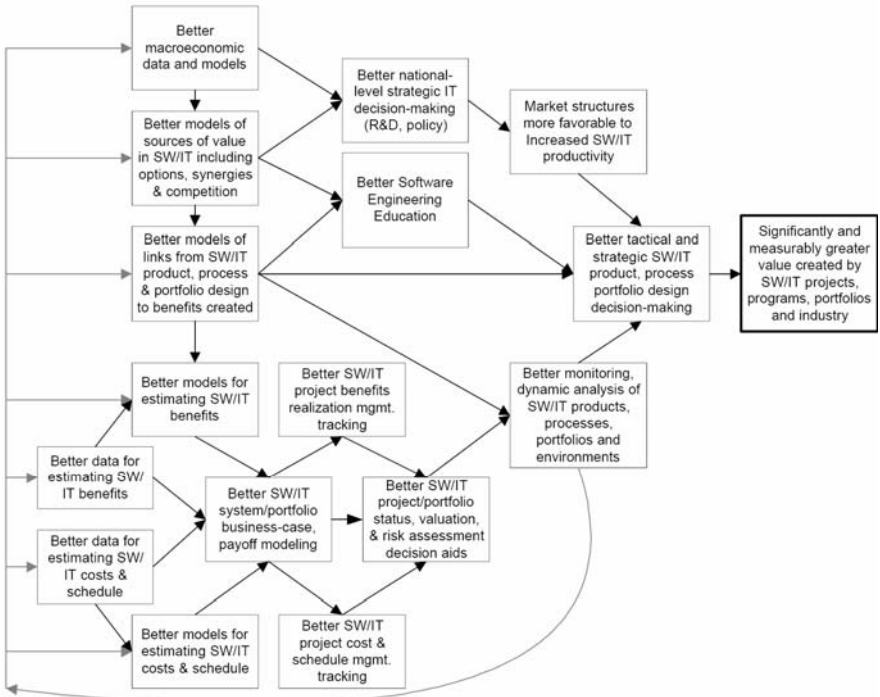 Better
macroeconomic
data and models
Better national-
level strategic IT
decision-making
(R&D, policy)
Market structures
more favorable to
Increased SW/IT
productivity
Better models of
sources of value
in SW/IT including
options, synergies
& competition
Better Software
Engineering
Education
Better models of
links from SW/IT
product, process
& portfolio design
to benefits created
Better tactical and
strategic SW/IT
product, process
portfolio design
decision-making
Significantly and
measurably greater
value created by
SW/IT projects,
programs, portfolios
and industry
Better models for
estimating SW/IT
benefits
Better SW/IT
project benefits
realization mgmt.
tracking
Better monitoring,
dynamic analysis of
SW/IT products,
processes,
portfolios and
environments
Better data for
estimating SW/
IT benefits
Better SW/IT
system/portfolio
business-case,
payoff modeling
Better SW/IT
project/portfolio
status, valuation,
& risk assessment
decision aids
Better data for
estimating SW/
IT costs &
schedule
Better models for
estimating SW/IT
costs & schedule
Better SW/IT
project cost &
schedule mgmt.
tracking